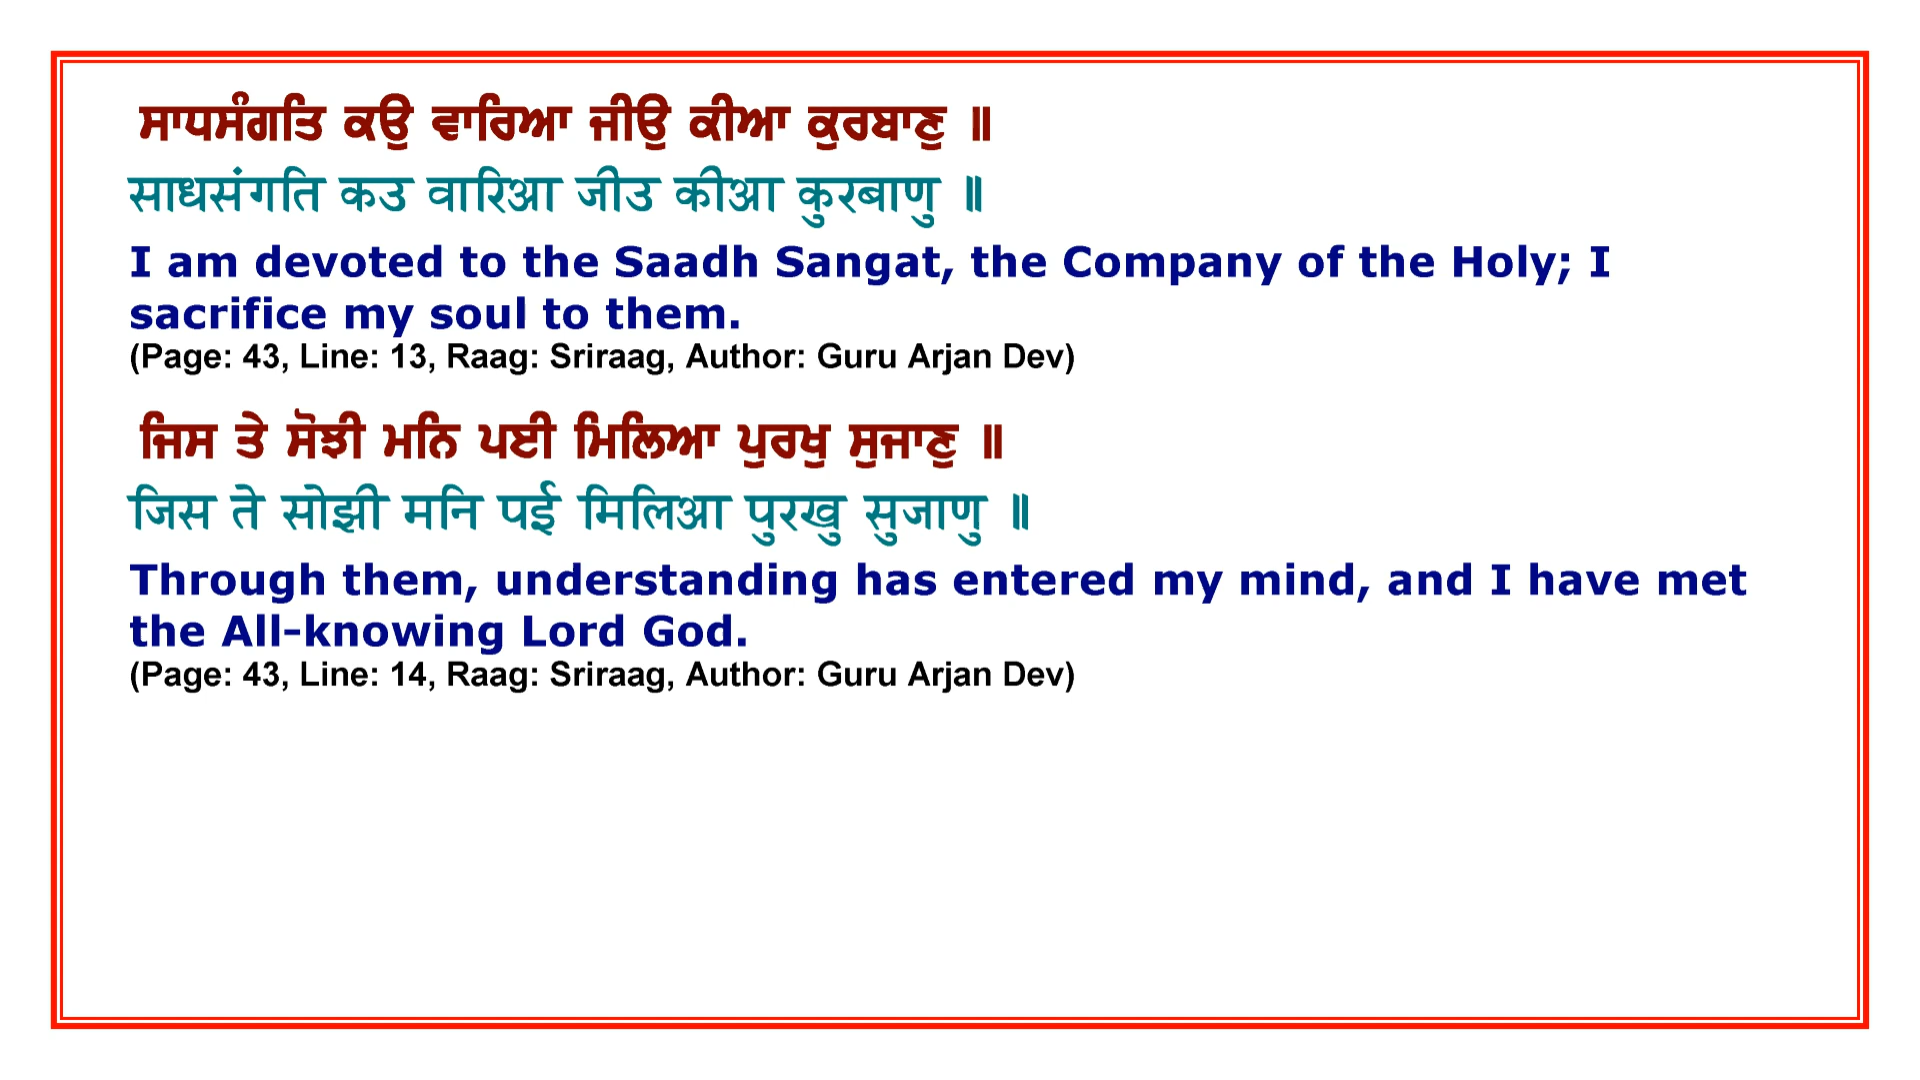 ਸਾਧਸੰਗਤਿ ਕਉ ਵਾਰਿਆ ਜੀਉ ਕੀਆ ਕੁਰਬਾਣੁ ॥
साधसंगति कउ वारिआ जीउ कीआ कुरबाणु ॥
I am devoted to the Saadh Sangat, the Company of the Holy; I
sacrifice my soul to them.
(Page: 43, Line: 13, Raag: Sriraag, Author: Guru Arjan Dev)
ਜਿਸ ਤੇ ਸੋਝੀ ਮਨਿ ਪਈ ਮਿਲਿਆ ਪੁਰਖੁ ਸੁਜਾਣੁ ॥
जिस ते सोझी मनि पई मिलिआ पुरखु सुजाणु ॥
Through them, understanding has entered my mind, and I have met
the All-knowing Lord God.
(Page: 43, Line: 14, Raag: Sriraag, Author: Guru Arjan Dev)